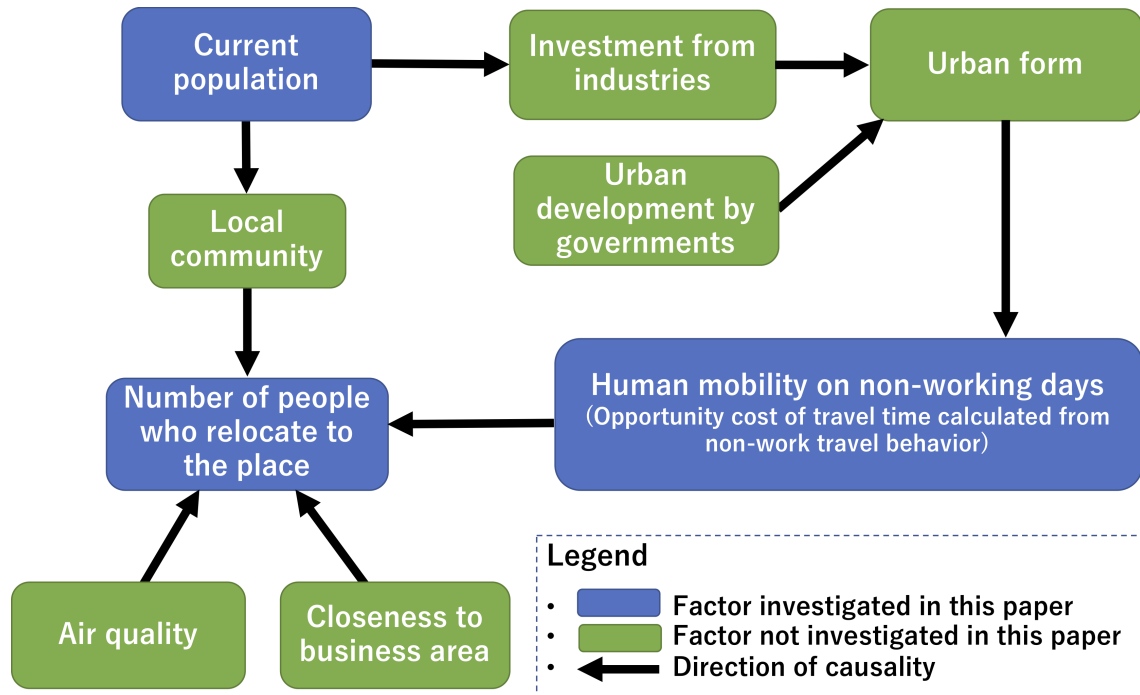 Current
population
Investment from
industries
Urban form
Urban
development by
governments
Local
community
Number of people
who relocate to
the place
Human mobility on non-working days
(Opportunity cost of travel time calculated from
non-work travel behavior)
Air quality
Closeness to
business area
Legend
• Factor investigated in this paper
• Factor not investigated in this paper
• Direction of causality